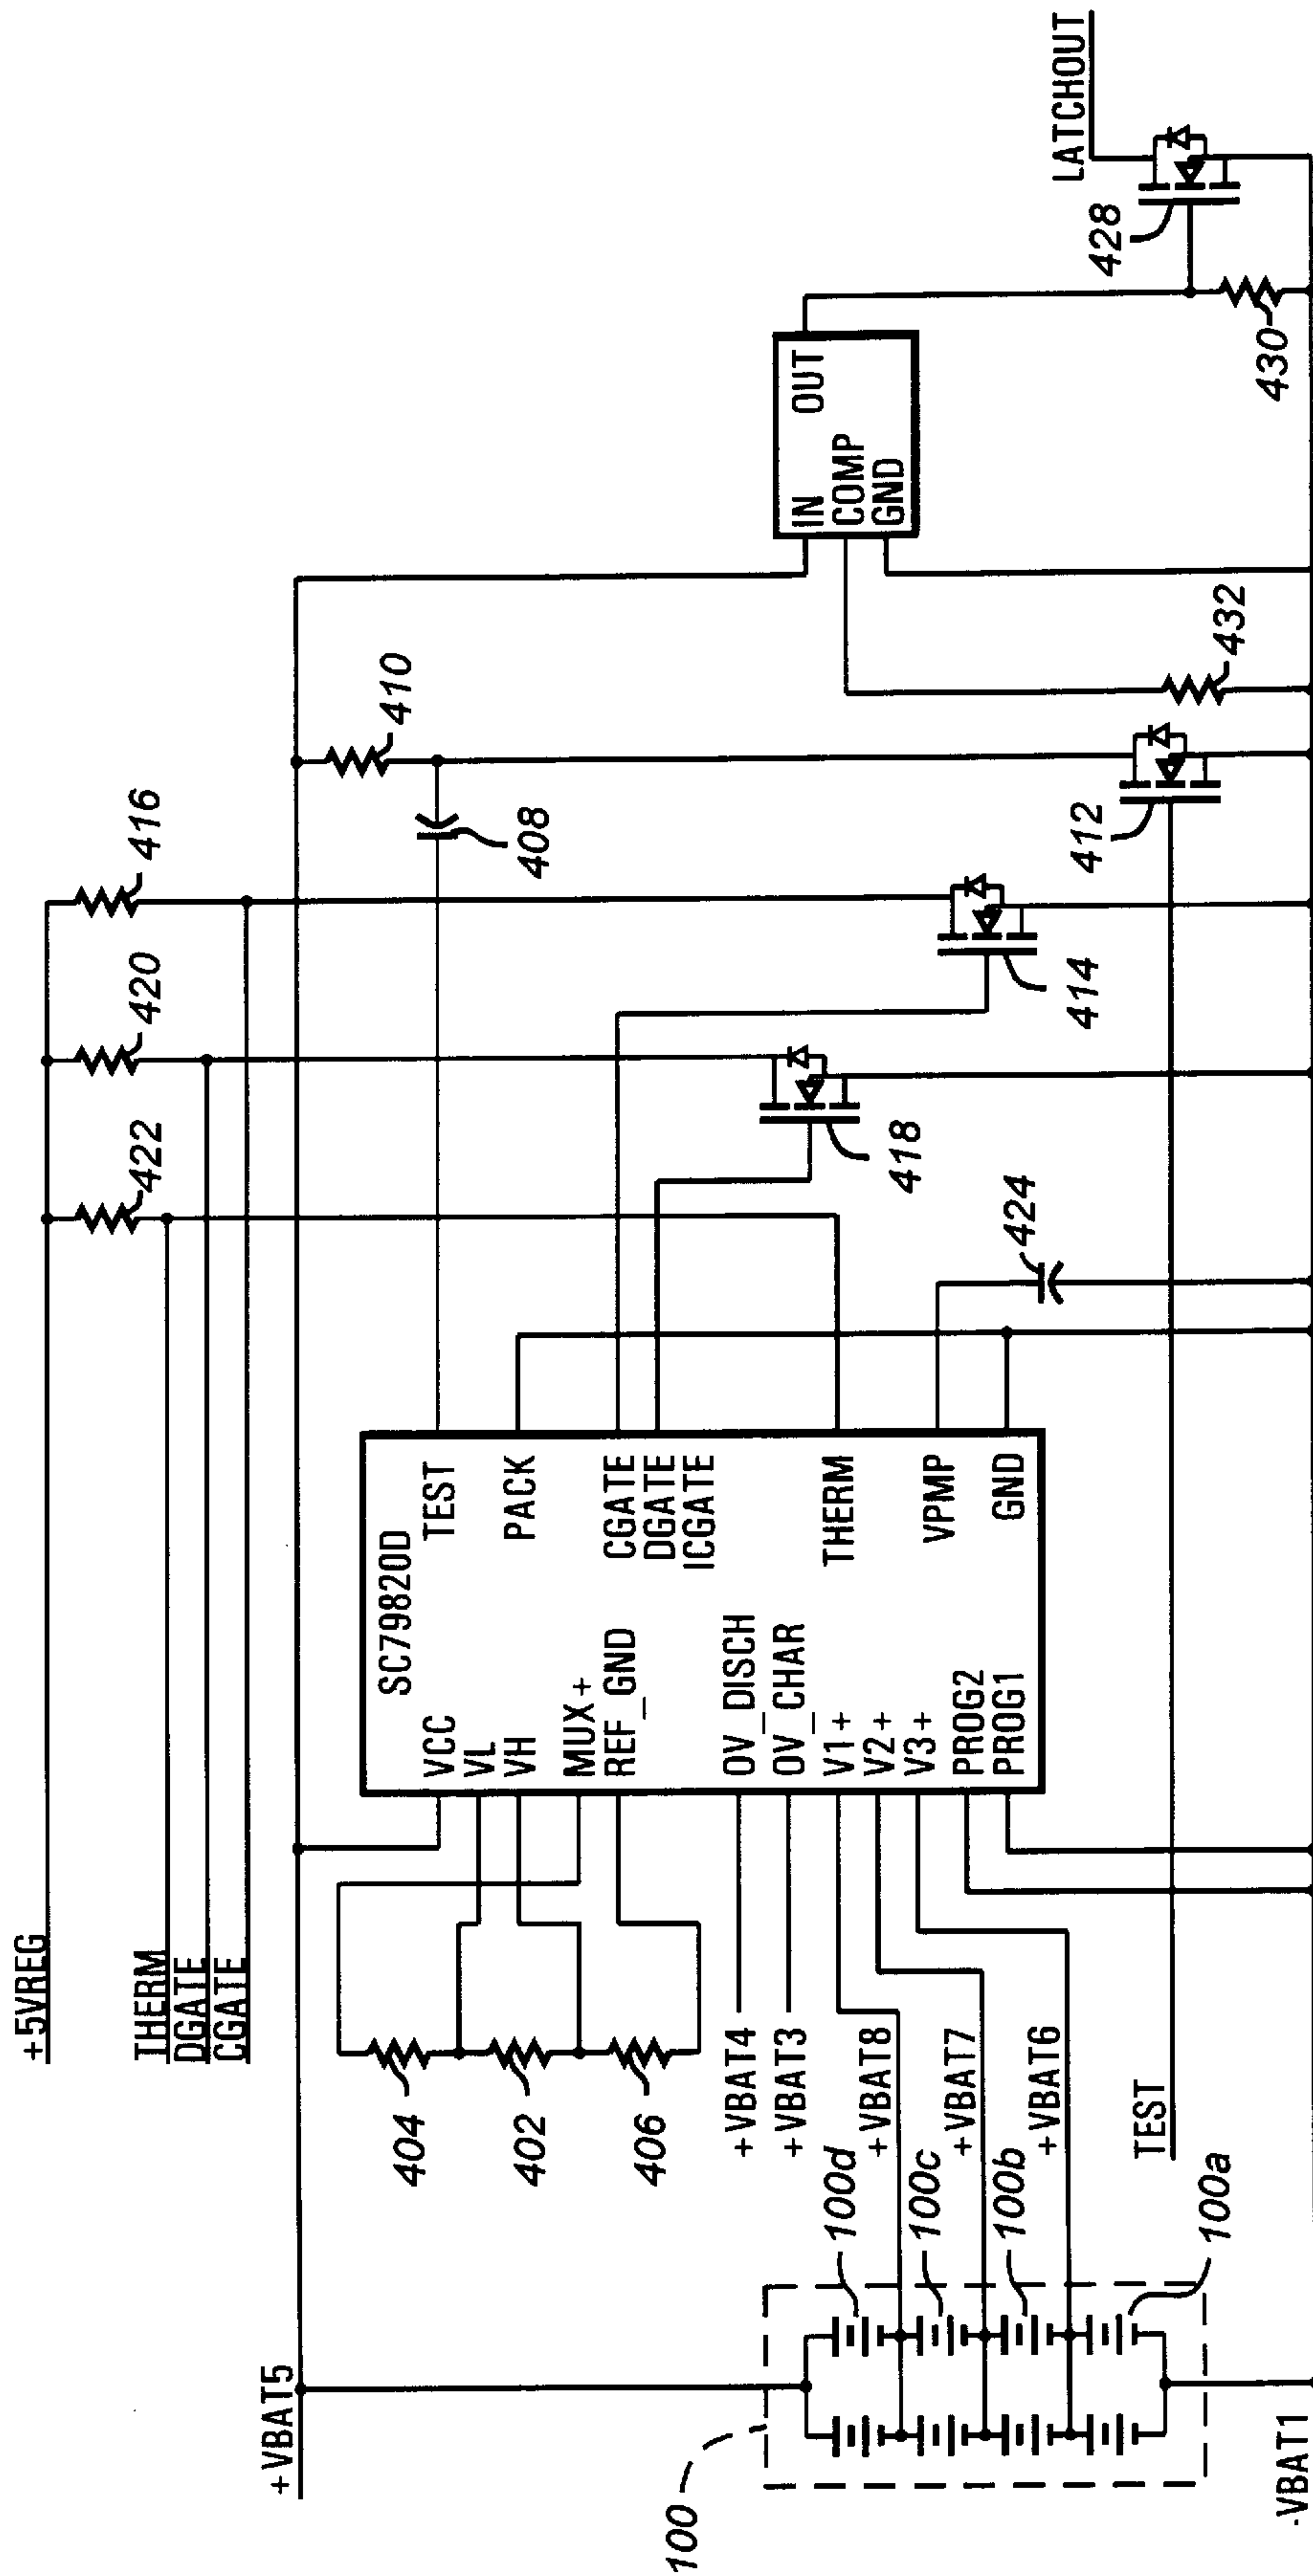 +5VREG
THERM
DGATE
CGATE
422
420
416
+VBAT5
410
408
SC79820D
VCC
VL
VH
MUX+
REF_GND
OV_DISCH
OV_CHAR
V1+
V2+
V3+
PROG2
PROG1
TEST
PACK
CGATE
DGATE
ICGATE
THERM
VPMP
GND
404
402
406
+VBAT4
+VBAT3
+VBAT8
+VBAT7
+VBAT6
TEST
100
100d
100c
100b
100a
-VBAT1
418
424
414
412
432
IN
COMP
GND
OUT
430
428
LATCHOUT